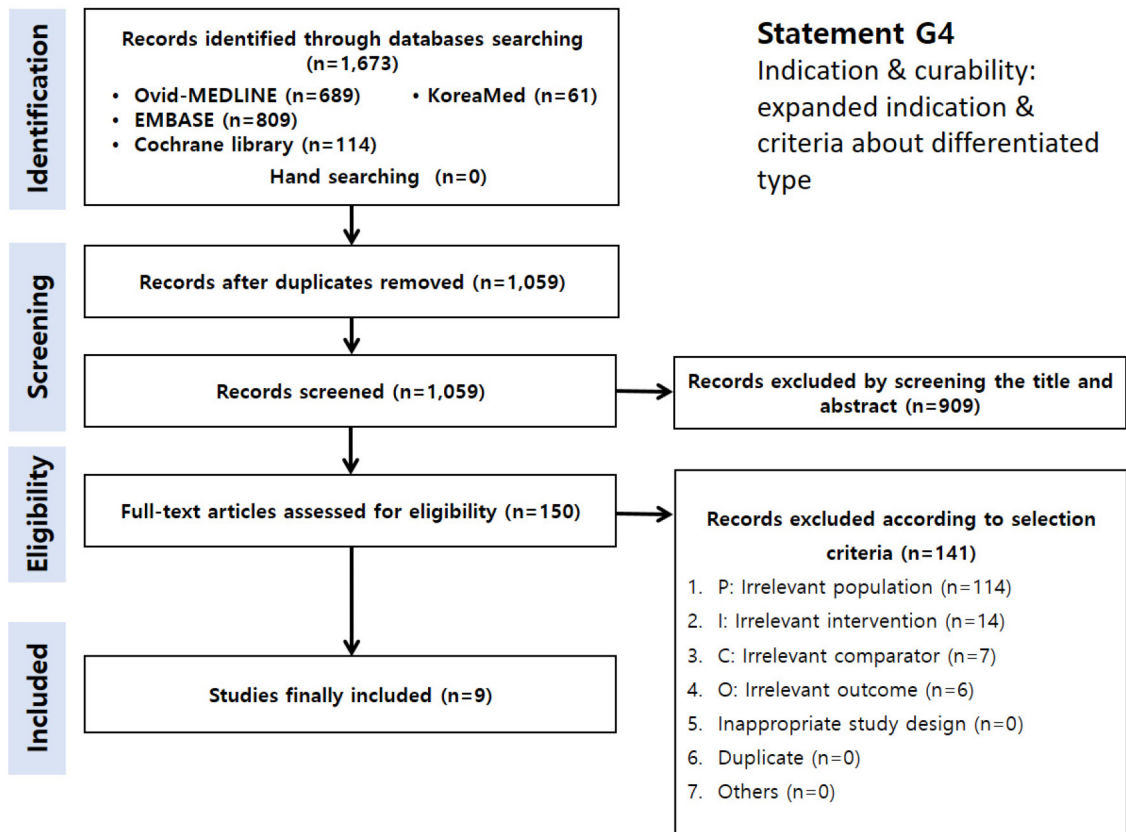 Identification
Records identified through databases searching
(n=1,673)
• Ovid-MEDLINE (n=689) • KoreaMed (n=61)
• EMBASE (n=809)
• Cochrane library (n=114)
Hand searching (n=0)
Statement G4
Indication & curability:
expanded indication &
criteria about differentiated
type
Screening
Records after duplicates removed (n=1,059)
Records screened (n=1,059)
Records excluded by screening the title and
abstract (n=909)
Eligibility
Full-text articles assessed for eligibility (n=150)
Records excluded according to selection
criteria (n=141)
1. P: Irrelevant population (n=114)
2. I: Irrelevant intervention (n=14)
3. C: Irrelevant comparator (n=7)
4. O: Irrelevant outcome (n=6)
5. Inappropriate study design (n=0)
6. Duplicate (n=0)
7. Others (n=0)
Included
Studies finally included (n=9)